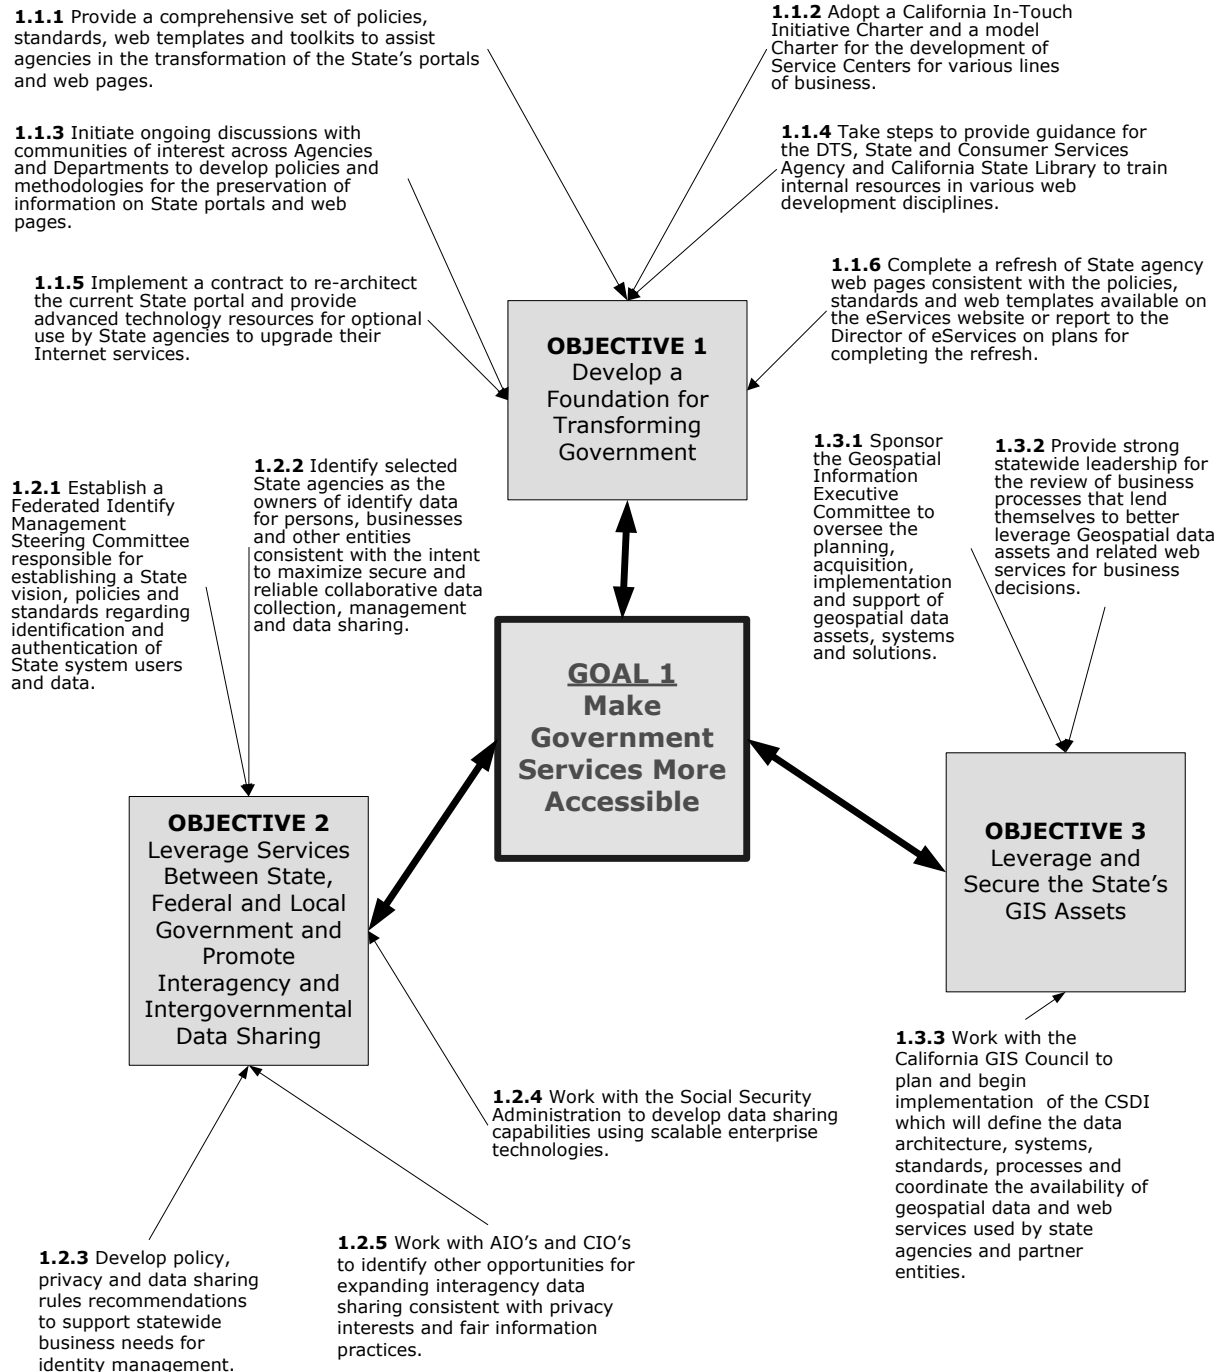 1.1.1 Provide a comprehensive set of policies,
standards, web templates and toolkits to assist
agencies in the transformation of the State’s portals
and web pages.
1.1.2 Adopt a California In-Touch
Initiative Charter and a model
Charter for the development of
Service Centers for various lines
of business.
1.1.3 Initiate ongoing discussions with
communities of interest across Agencies
and Departments to develop policies and
methodologies for the preservation of
information on State portals and web
pages.
1.1.4 Take steps to provide guidance for
the DTS, State and Consumer Services
Agency and California State Library to train
internal resources in various web
development disciplines.
1.1.5 Implement a contract to re-architect
the current State portal and provide
advanced technology resources for optional
use by State agencies to upgrade their
Internet services.
1.1.6 Complete a refresh of State agency
web pages consistent with the policies,
standards and web templates available on
the eServices website or report to the
Director of eServices on plans for
completing the refresh.
OBJECTIVE 1
Develop a
Foundation for
Transforming
Government
1.2.1 Establish a
Federated Identify
Management
Steering Committee
responsible for
establishing a State
vision, policies and
standards regarding
identification and
authentication of
State system users
and data.
1.2.2 Identify selected
State agencies as the
owners of identify data
for persons, businesses
and other entities
consistent with the intent
to maximize secure and
reliable collaborative data
collection, management
and data sharing.
1.3.1 Sponsor
the Geospatial
Information
Executive
Committee to
oversee the
planning,
acquisition,
implementation
and support of
geospatial data
assets, systems
and solutions.
1.3.2 Provide strong
statewide leadership for
the review of business
processes that lend
themselves to better
leverage Geospatial data
assets and related web
services for business
decisions.
GOAL 1
Make
Government
Services More
Accessible
OBJECTIVE 2
Leverage Services
Between State,
Federal and Local
Government and
Promote
Interagency and
Intergovernmental
Data Sharing
OBJECTIVE 3
Leverage and
Secure the State’s
GIS Assets
1.2.4 Work with the Social Security
Administration to develop data sharing
capabilities using scalable enterprise
technologies.
1.3.3 Work with the
California GIS Council to
plan and begin
implementation  of the CSDI
which will define the data
architecture, systems,
standards, processes and
coordinate the availability of
geospatial data and web
services used by state
agencies and partner
entities.
1.2.3 Develop policy,
privacy and data sharing
rules recommendations
to support statewide
business needs for
identity management.
1.2.5 Work with AIO’s and CIO’s
to identify other opportunities for
expanding interagency data
sharing consistent with privacy
interests and fair information
practices.